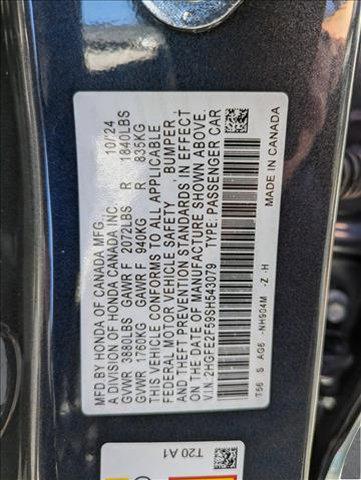 MFD. BY HONDA OF CANADA MFG. 10/24
A DIVISION OF HONDA CANADA INC.
GVWR 3880LBS GAWR F 2072LBS R 1840LBS
GVWR 1760KG GAWR F 940KG R 835KG
THIS VEHICLE CONFORMS TO ALL APPLICABLE
FEDERAL MOTOR VEHICLE SAFETY , BUMPER ,
AND THEFT PREVENTION STANDARDS IN EFFECT
ON THE DATE OF MANUFACTURE SHOWN ABOVE.
V.I.N. 2HGFE2F59SH543079 TYPE: PASSENGER CAR
T56 S AG6 -NH904M -Z -H MADE IN CANADA
T20 A1